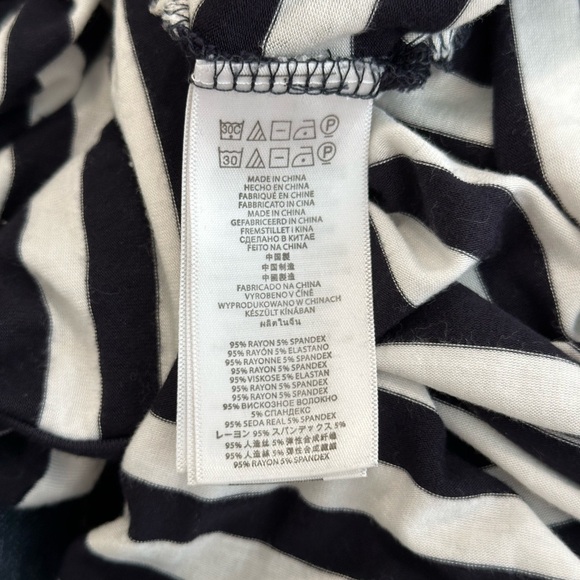 30C P
30 P
MADE IN CHINA
HECHO EN CHINA
FABRIQUÉ EN CHINE
FABBRICATO IN CINA
MADE IN CHINA
GEFABRICEERD IN CHINA
FREMSTILLET I KINA
СДЕЛАНО В КИТАЕ
FEITO NA CHINA
中国製
中国制造
中國製造
FABRICADO NA CHINA
VYROBENO V ČÍNĚ
WYPRODUKOWANO W CHINACH
KÉSZÜLT KÍNÁBAN
ผลิตในจีน
95% RAYON 5% SPANDEX
95% RAYÓN 5% ELASTANO
95% RAYONNE 5% SPANDEX
95% RAYON 5% SPANDEX
95% VISKOSE 5% ELASTAN
95% RAYON 5% SPANDEX
95% RAYON 5% SPANDEX
95% ВИСКОЗНОЕ ВОЛОКНО
5% СПАНДЕКС
95% SEDA REAL 5% SPANDEX
レーヨン 95% スパンデックス 5%
95% 人造丝 5% 弹性合成纤维
95% 人造絲 5% 彈性合成纖維
95% RAYON 5% SPANDEX